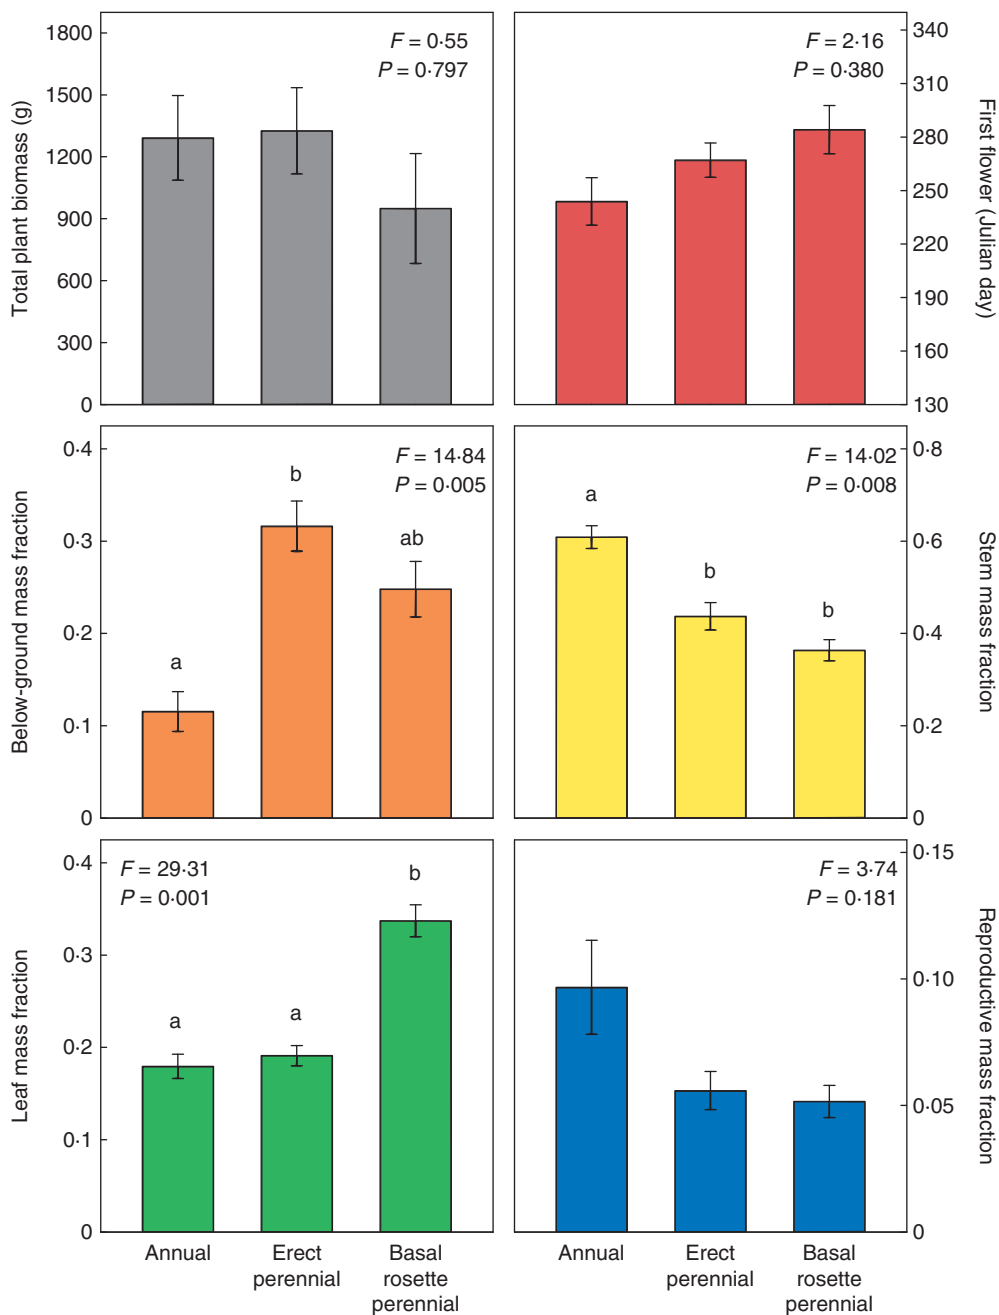 Total plant biomass (g)
1800
1500
1200
900
600
300
0
F = 0·55
P = 0·797
F = 2·16
P = 0·380
340
310
280
250
220
190
160
130
First flower (Julian day)
Below-ground mass fraction
0·4
0.3
0.2
0.1
0
a
b
ab
F = 14·84
P = 0·005
a
b
b
F = 14·02
P = 0·008
0·8
0·6
0·4
0·2
0
Stem mass fraction
Leaf mass fraction
0·4
0·3
0·2
0·1
0
F = 29·31
P = 0·001
a
a
b
F = 3·74
P = 0·181
0·15
0·10
0·05
0
Reproductive mass fraction
Annual
Erect
perennial
Basal
rosette
perennial
Annual
Erect
perennial
Basal
rosette
perennial